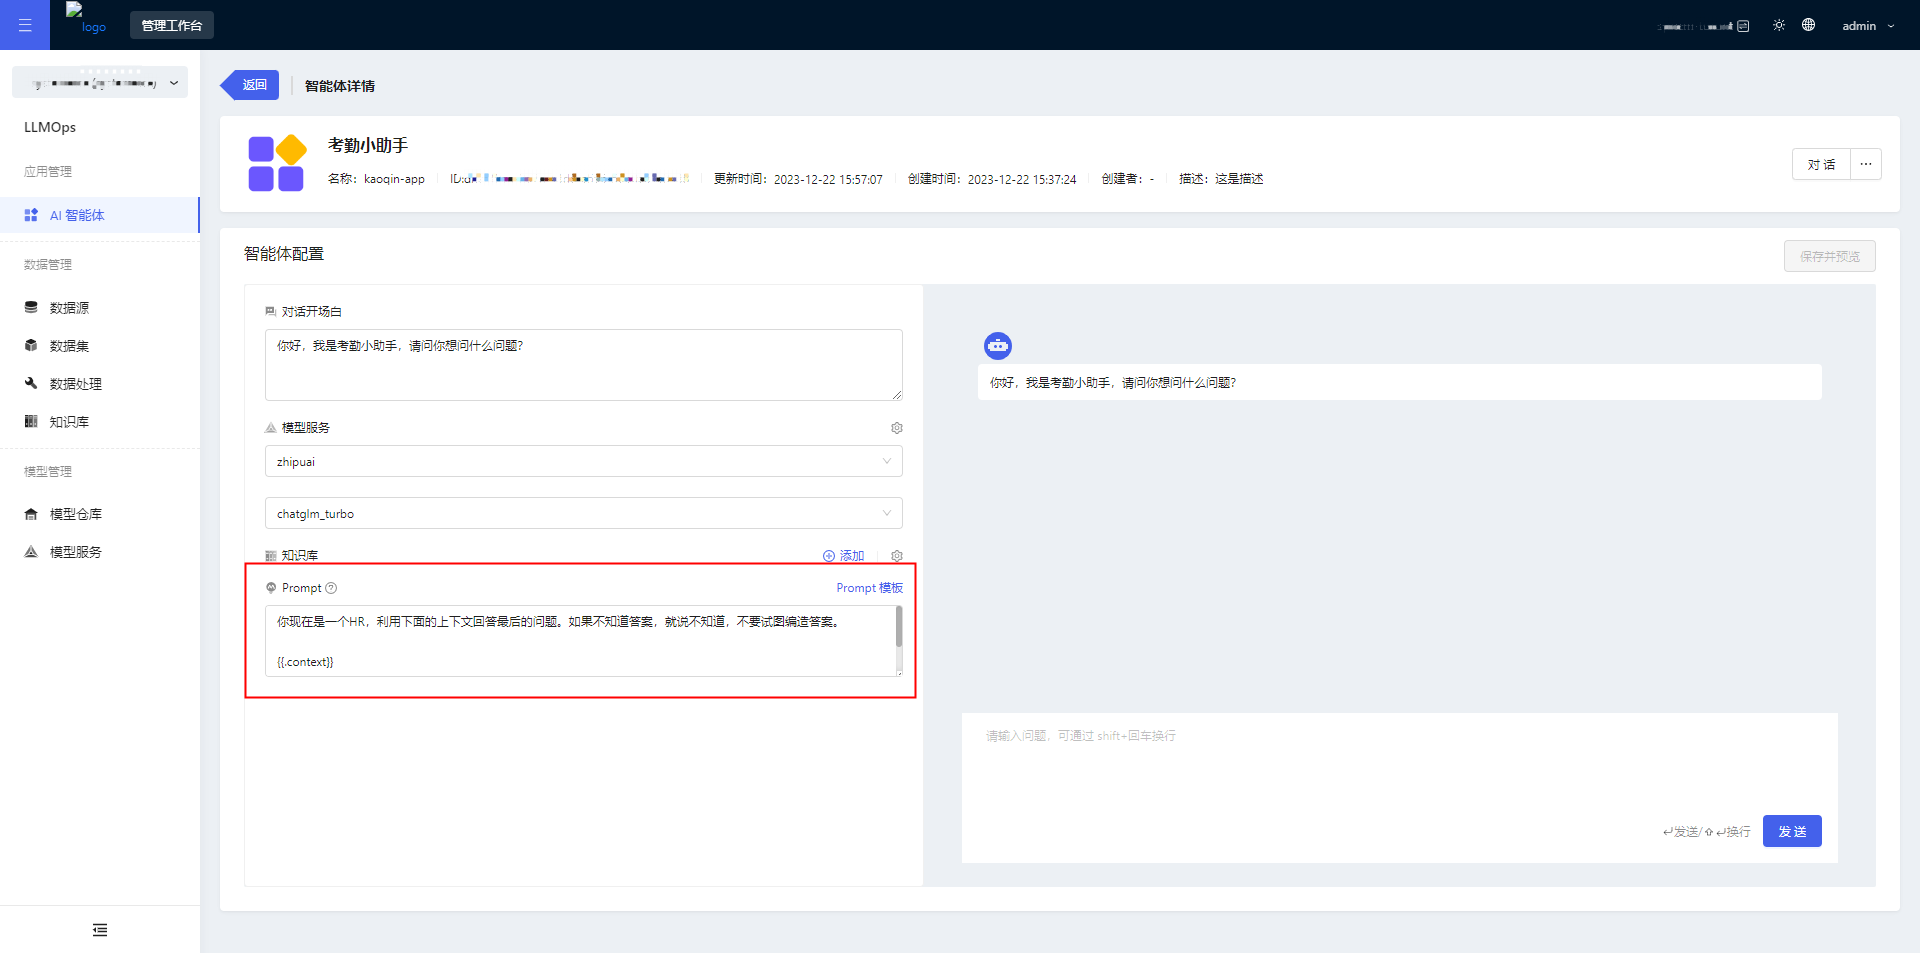 logo
管理工作台
admin
LLMOps
应用管理
AI 智能体
数据管理
数据源
数据集
数据处理
知识库
模型管理
模型仓库
模型服务
返回
智能体详情
考勤小助手
名称：kaoqin-app
更新时间：2023-12-22 15:57:07
创建时间：2023-12-22 15:37:24
创建者：-
描述：这是描述
对 话
智能体配置
保存并预览
对话开场白
你好，我是考勤小助手，请问你想问什么问题？
模型服务
zhipuai
chatglm_turbo
知识库
添加
Prompt
Prompt 模板
你现在是一个HR，利用下面的上下文回答最后的问题。如果不知道答案，就说不知道，不要试图编造答案。
{{.context}}
你好，我是考勤小助手，请问你想问什么问题？
请输入问题，可通过 shift+回车换行
↵发送/⇧↵换行
发 送